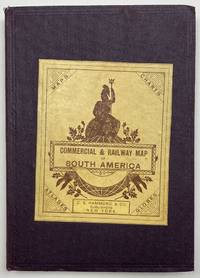 MAPS
CHARTS
COMMERCIAL & RAILWAY MAP
OF
SOUTH AMERICA
ATLASES
GLOBES
C. S. HAMMOND & CO.
NEW YORK